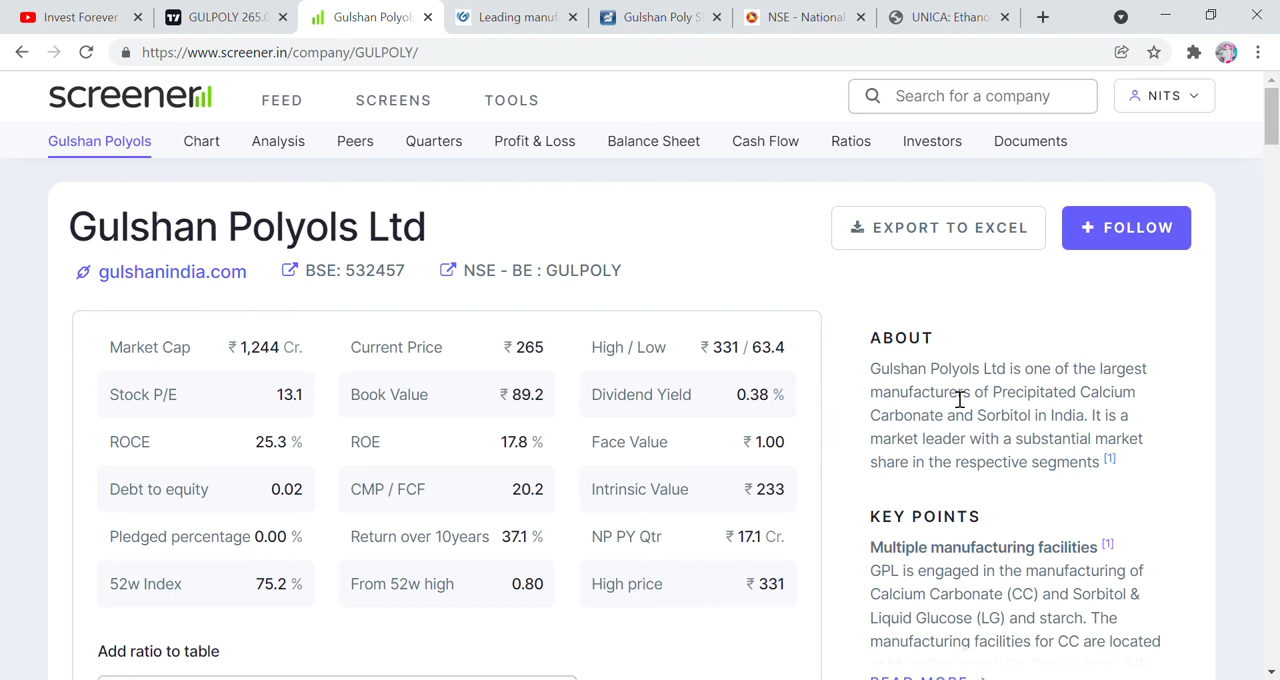 Invest Forever
GULPOLY 265.0
Gulshan Polyol
Leading manuf
Gulshan Poly S
NSE - National
UNICA: Ethano
https://www.screener.in/company/GULPOLY/
screener
FEED
SCREENS
TOOLS
Search for a company
NITS
Gulshan Polyols
Chart
Analysis
Peers
Quarters
Profit & Loss
Balance Sheet
Cash Flow
Ratios
Investors
Documents
Gulshan Polyols Ltd
EXPORT TO EXCEL
+ FOLLOW
gulshanindia.com
BSE: 532457
NSE - BE : GULPOLY
Market Cap ₹ 1,244 Cr.
Current Price ₹ 265
High / Low ₹ 331 / 63.4
Stock P/E 13.1
Book Value ₹ 89.2
Dividend Yield 0.38 %
ROCE 25.3 %
ROE 17.8 %
Face Value ₹ 1.00
Debt to equity 0.02
CMP / FCF 20.2
Intrinsic Value ₹ 233
Pledged percentage 0.00 %
Return over 10years 37.1 %
NP PY Qtr ₹ 17.1 Cr.
52w Index 75.2 %
From 52w high 0.80
High price ₹ 331
Add ratio to table
ABOUT
Gulshan Polyols Ltd is one of the largest
manufacturers of Precipitated Calcium
Carbonate and Sorbitol in India. It is a
market leader with a substantial market
share in the respective segments [1]
KEY POINTS
Multiple manufacturing facilities [1]
GPL is engaged in the manufacturing of
Calcium Carbonate (CC) and Sorbitol &
Liquid Glucose (LG) and starch. The
manufacturing facilities for CC are located
READ MORE